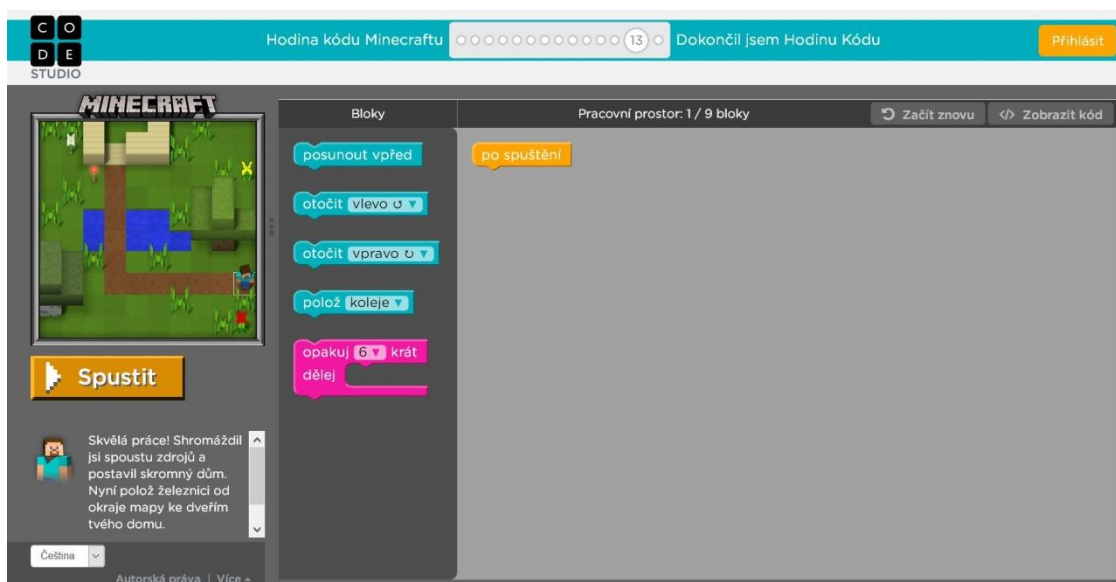 C O
D E
STUDIO
Hodina kódu Minecraftu 13 Dokončil jsem Hodinu Kódu
Přihlásit
MINECRAFT
Bloky
Pracovní prostor: 1 / 9 bloky
Začít znovu
</> Zobrazit kód
posunout vpřed
otočit vlevo ↺ ▼
otočit vpravo ↻ ▼
polož koleje ▼
opakuj 6 ▼ krát
dělej
po spuštění
Spustit
Skvělá práce! Shromáždil
jsi spoustu zdrojů a
postavil skromný dům.
Nyní polož železnici od
okraje mapy ke dveřím
tvého domu.
Čeština
Autorská práva | Více